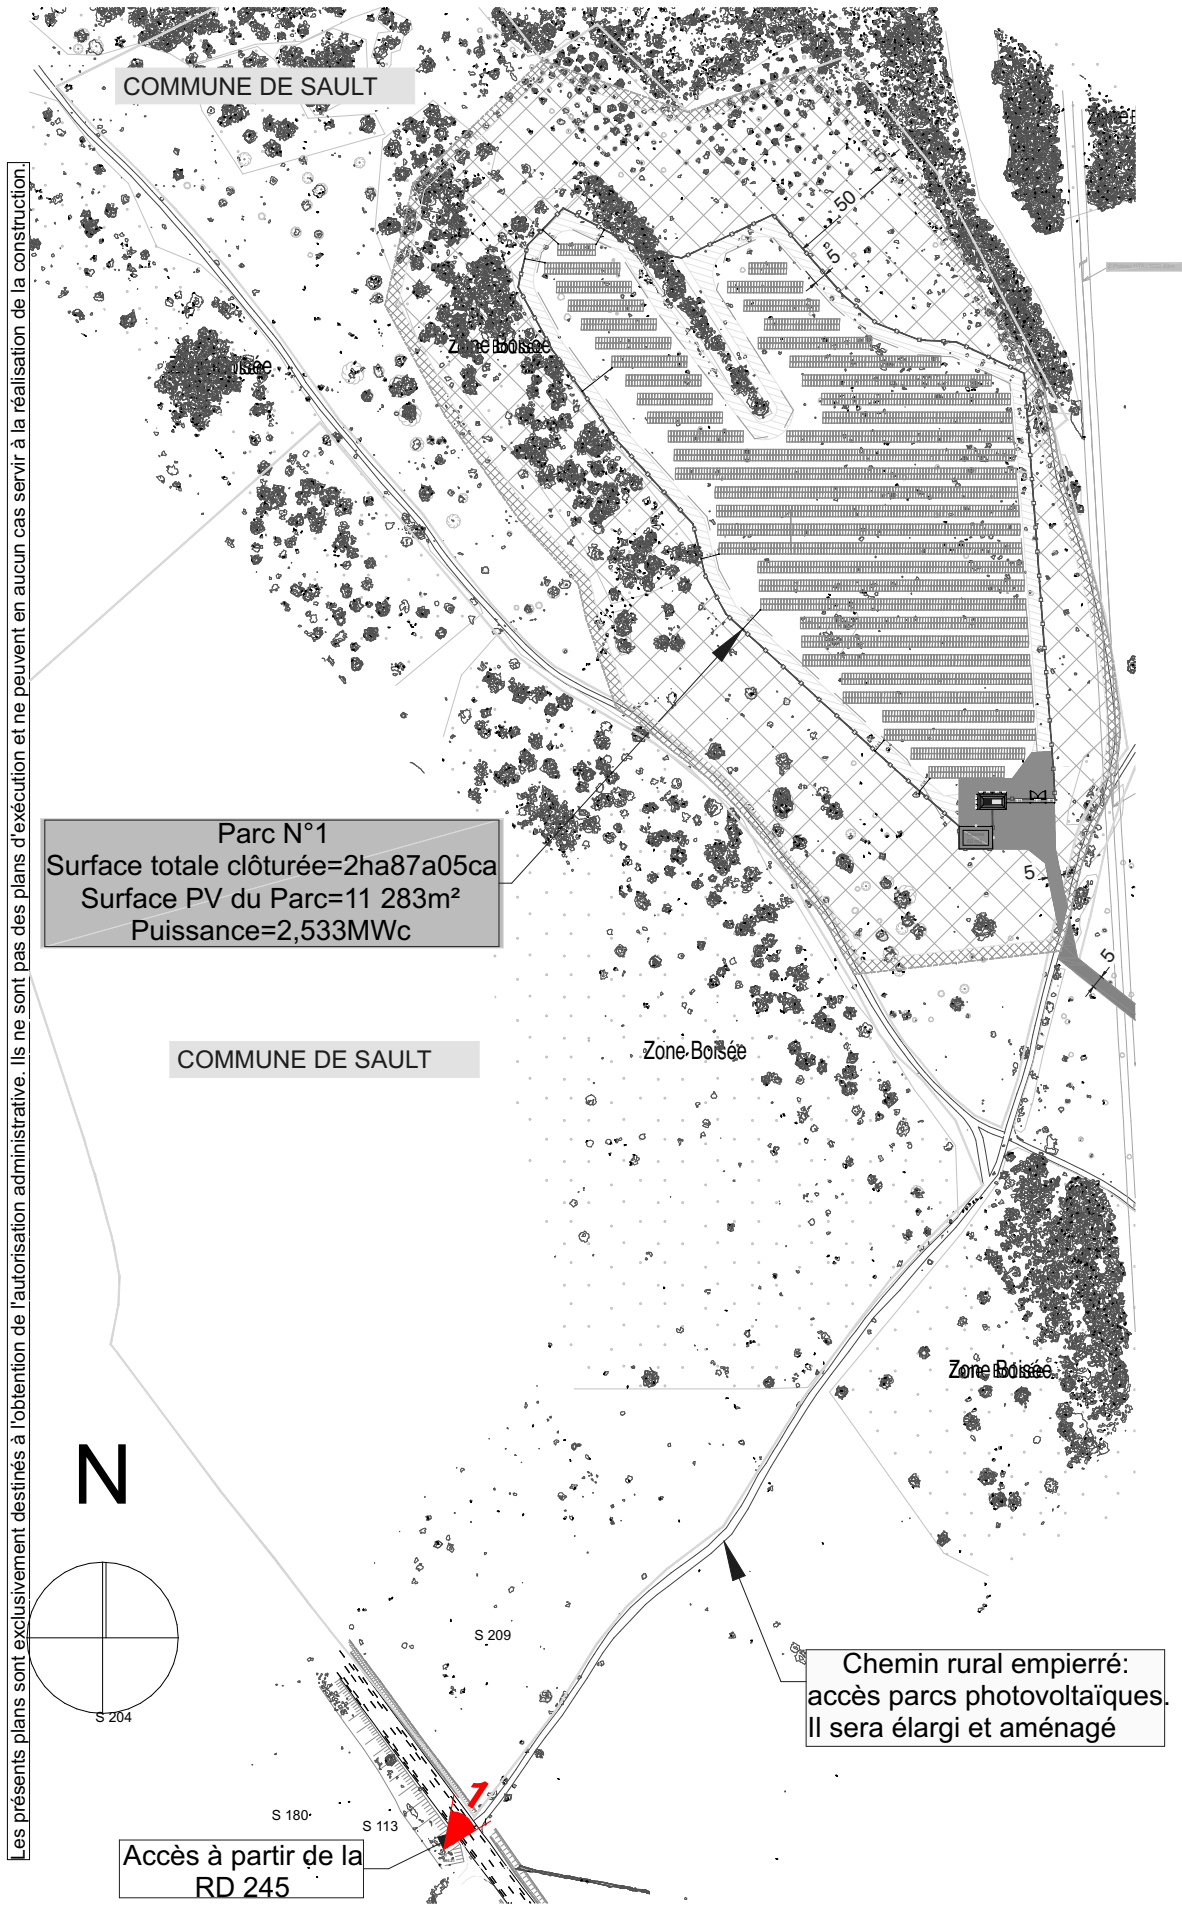 COMMUNE DE SAULT
Les présents plans sont exclusivement destinés à l'obtention de l'autorisation administrative. Ils ne sont pas des plans d'exécution et ne peuvent en aucun cas servir à la réalisation de la construction.
50
5
Zone Boisée
Parc N°1
Surface totale clôturée=2ha87a05ca
Surface PV du Parc=11 283m²
Puissance=2,533MWc
5
5
COMMUNE DE SAULT
Zone Boisée
Zone Boisée
N
S 204
S 209
Chemin rural empierré:
accès parcs photovoltaïques.
Il sera élargi et aménagé
1
S 180
S 113
Accès à partir de la
RD 245